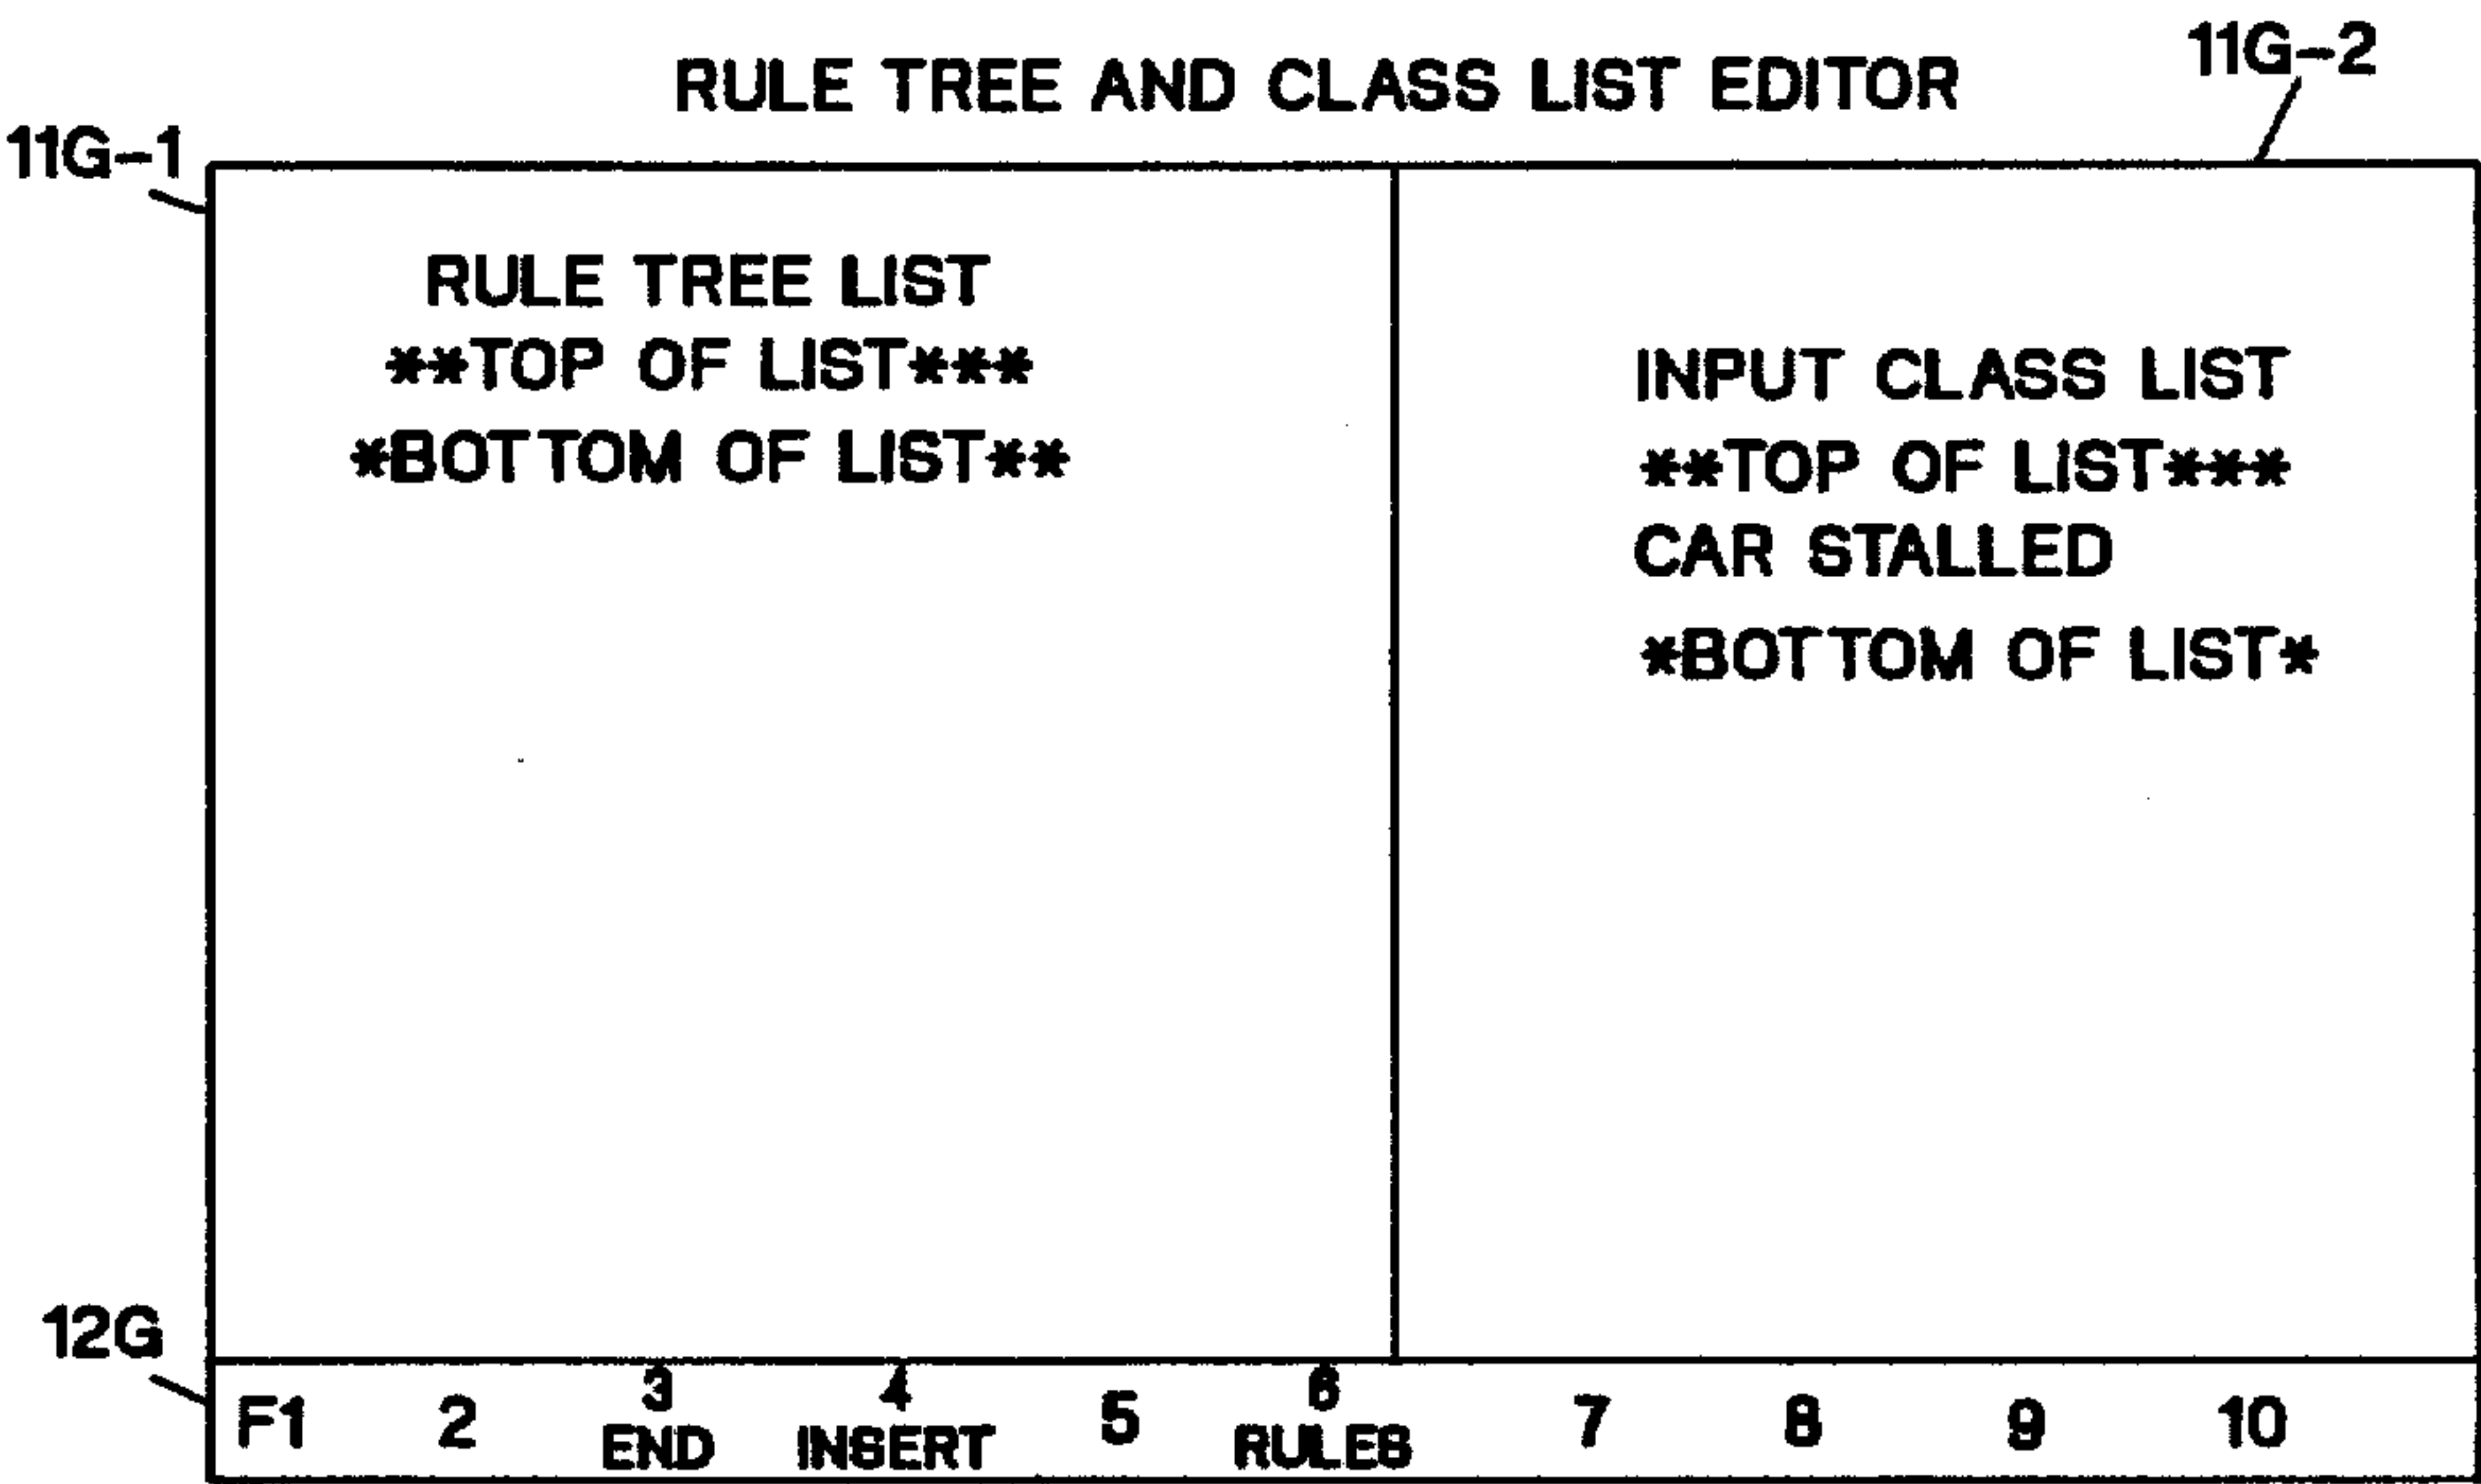 11G-2
RULE TREE AND CLASS LIST EDITOR
11G-1
RULE TREE LIST
**TOP OF LIST***
*BOTTOM OF LIST**
INPUT CLASS LIST
**TOP OF LIST***
CAR STALLED
*BOTTOM OF LIST*
12G
F1 2 3 4 5 6 7 8 9 10
END INSERT RULES